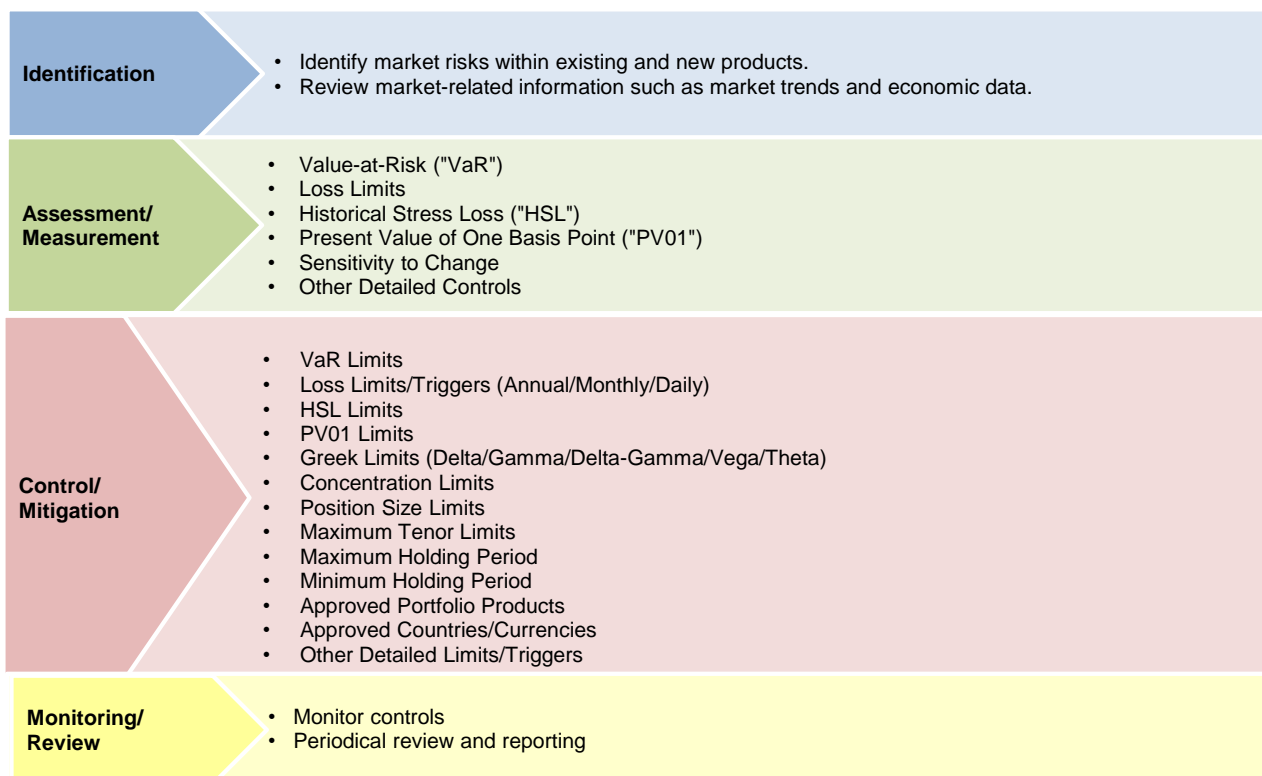 Identification
• Identify market risks within existing and new products.
• Review market-related information such as market trends and economic data.
Assessment/
Measurement
• Value-at-Risk ("VaR")
• Loss Limits
• Historical Stress Loss ("HSL")
• Present Value of One Basis Point ("PV01")
• Sensitivity to Change
• Other Detailed Controls
Control/
Mitigation
• VaR Limits
• Loss Limits/Triggers (Annual/Monthly/Daily)
• HSL Limits
• PV01 Limits
• Greek Limits (Delta/Gamma/Delta-Gamma/Vega/Theta)
• Concentration Limits
• Position Size Limits
• Maximum Tenor Limits
• Maximum Holding Period
• Minimum Holding Period
• Approved Portfolio Products
• Approved Countries/Currencies
• Other Detailed Limits/Triggers
Monitoring/
Review
• Monitor controls
• Periodical review and reporting